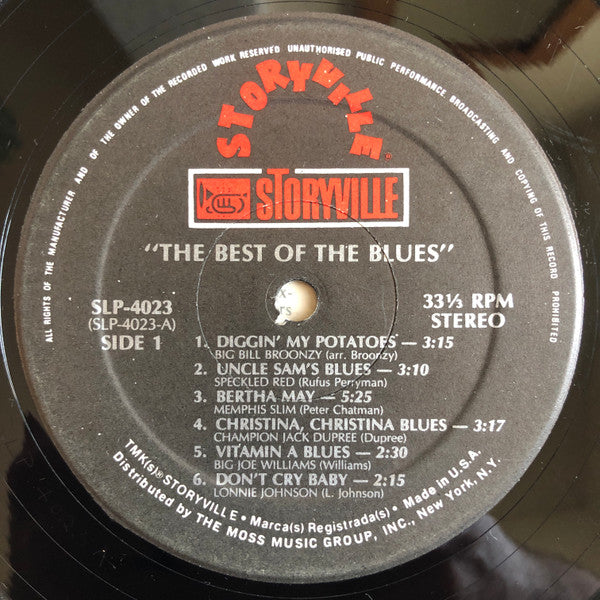 ALL RIGHTS OF THE MANUFACTURER AND OF THE OWNER OF THE RECORDED WORK RESERVED UNAUTHORISED PUBLIC PERFORMANCE BROADCASTING AND COPYING OF THIS RECORD PROHIBITED
STORYVILLE®
STORYVILLE
"THE BEST OF THE BLUES"
SLP-4023
(SLP-4023-A)
SIDE 1
33⅓ RPM
STEREO
1. DIGGIN' MY POTATOES — 3:15
BIG BILL BROONZY (arr. Broonzy)
2. UNCLE SAM'S BLUES — 3:10
SPECKLED RED (Rufus Perryman)
3. BERTHA MAY — 5:25
MEMPHIS SLIM (Peter Chatman)
4. CHRISTINA, CHRISTINA BLUES — 3:17
CHAMPION JACK DUPREE (Dupree)
5. VITAMIN A BLUES — 2:30
BIG JOE WILLIAMS (Williams)
6. DON'T CRY BABY — 2:15
LONNIE JOHNSON (L. Johnson)
TMK(s) ® STORYVILLE • Marca(s) Registrada(s) • Made in U.S.A.
Distributed by THE MOSS MUSIC GROUP, INC., New York, N.Y.